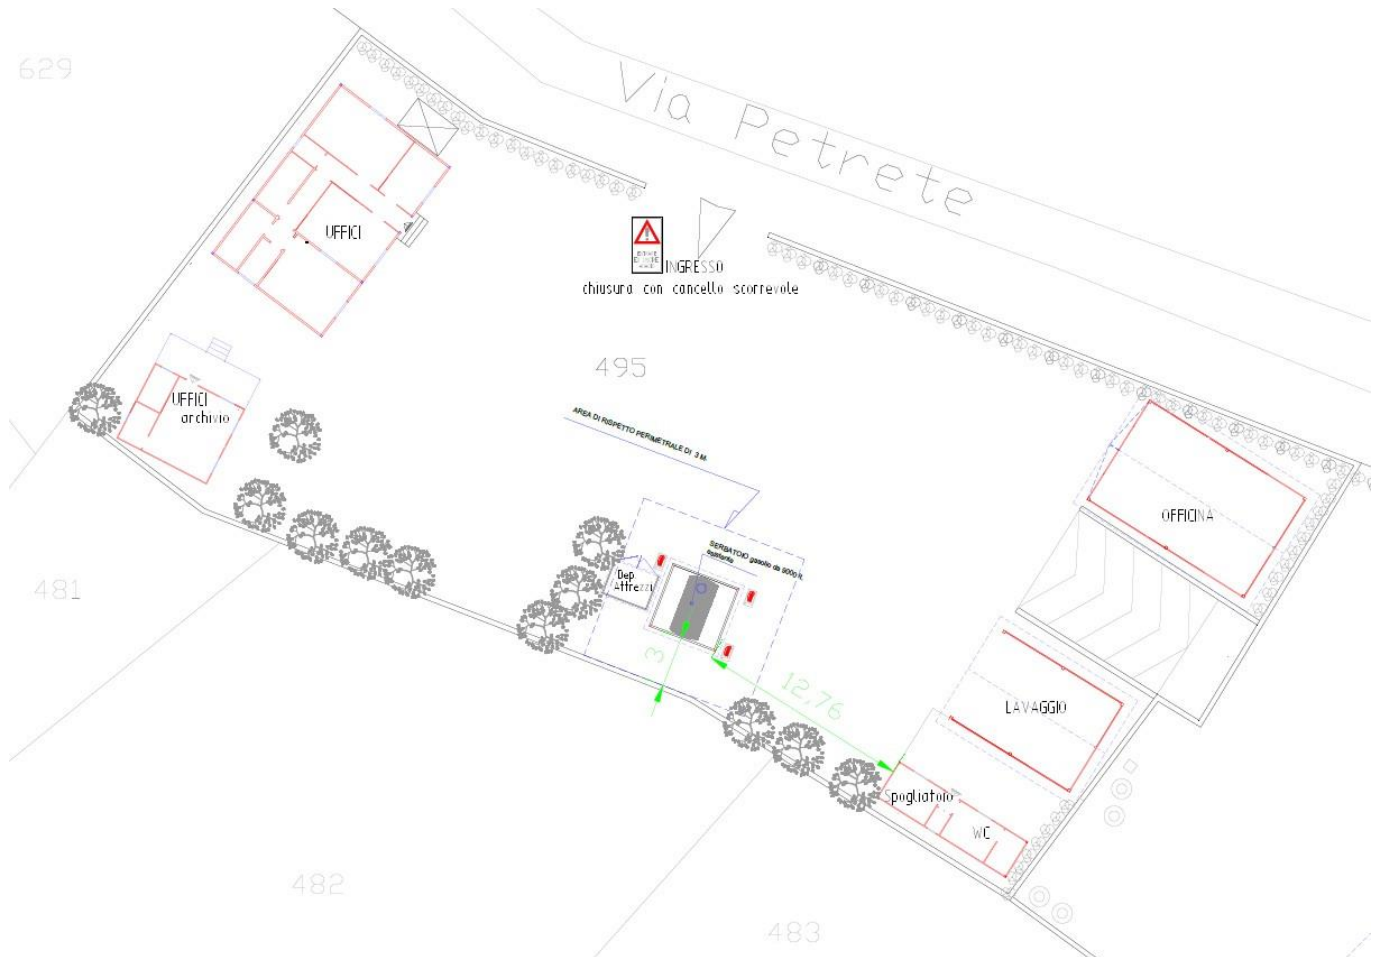 629
Via Petrete
UFFICI
INGRESSO
chiusura con cancello scorrevole
495
UFFICI
archivio
AREA DI RISPETTO PERIMETRALE DI 3 M.
OFFICINA
SERBATOIO gasolio da 9000 lt.
esistente
Dep.
Attrezzi
481
3
12,76
LAVAGGIO
Spogliatoio
WC
482
483